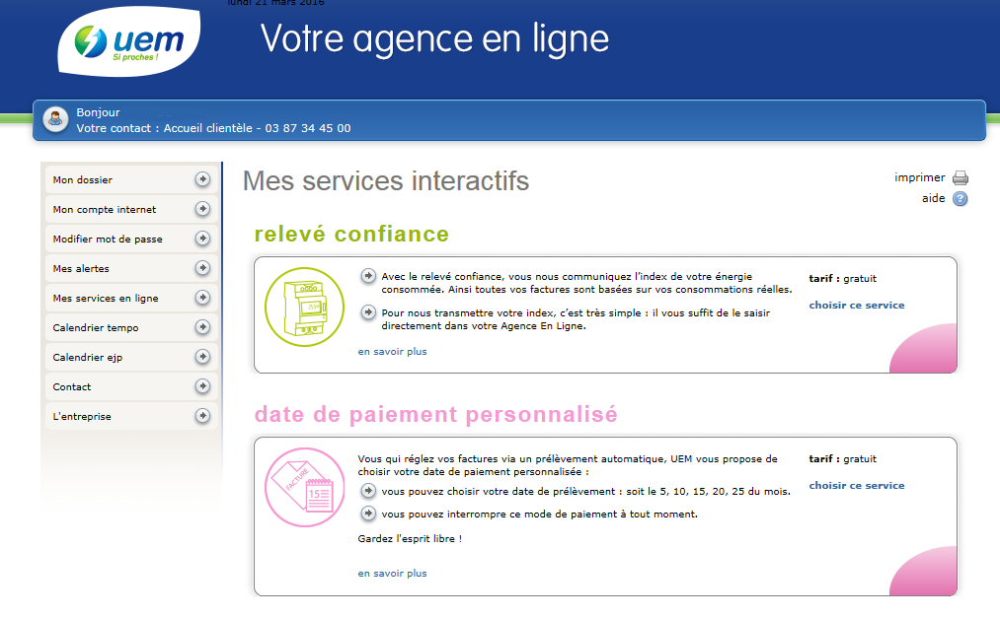 lundi 21 mars 2016
uem
Si proches !
Votre agence en ligne
Bonjour
Votre contact : Accueil clientèle - 03 87 34 45 00
Mon dossier
Mon compte internet
Modifier mot de passe
Mes alertes
Mes services en ligne
Calendrier tempo
Calendrier ejp
Contact
L'entreprise
Mes services interactifs
imprimer
aide
relevé confiance
Avec le relevé confiance, vous nous communiquez l'index de votre énergie
consommée. Ainsi toutes vos factures sont basées sur vos consommations réelles.
Pour nous transmettre votre index, c'est très simple : il vous suffit de le saisir
directement dans votre Agence En Ligne.
en savoir plus
tarif : gratuit
choisir ce service
date de paiement personnalisé
FACTURE
15
Vous qui réglez vos factures via un prélèvement automatique, UEM vous propose de
choisir votre date de paiement personnalisée :
vous pouvez choisir votre date de prélèvement : soit le 5, 10, 15, 20, 25 du mois.
vous pouvez interrompre ce mode de paiement à tout moment.
Gardez l'esprit libre !
en savoir plus
tarif : gratuit
choisir ce service